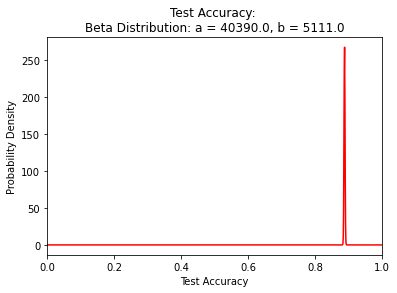 Test Accuracy:
Beta Distribution: a = 40390.0, b = 5111.0
Probability Density
250
200
150
100
50
0
0.0 0.2 0.4 0.6 0.8 1.0
Test Accuracy